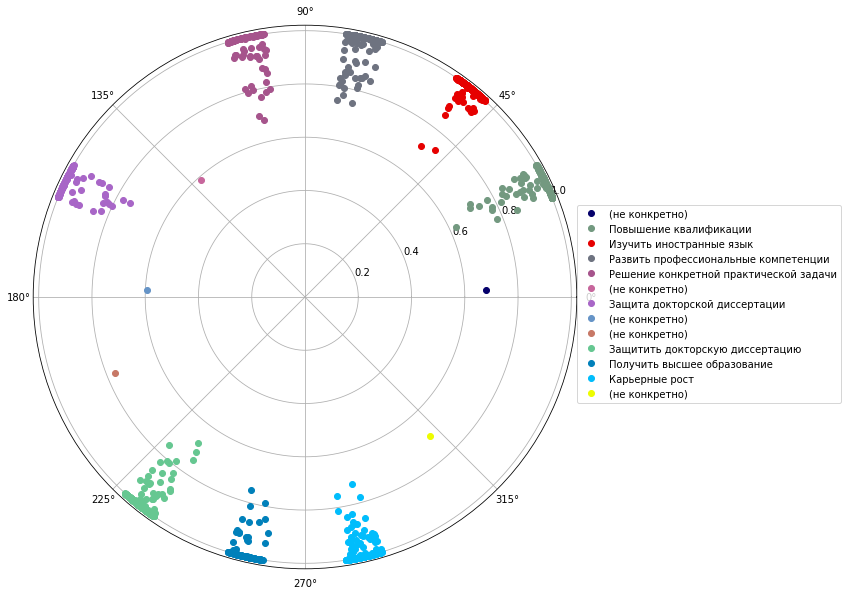 90°
135°
45°
1.0
0.8
0.6
0.4
0.2
180°
0°
225°
315°
270°
(не конкретно)
Повышение квалификации
Изучить иностранные язык
Развить профессиональные компетенции
Решение конкретной практической задачи
(не конкретно)
Защита докторской диссертации
(не конкретно)
(не конкретно)
Защитить докторскую диссертацию
Получить высшее образование
Карьерные рост
(не конкретно)